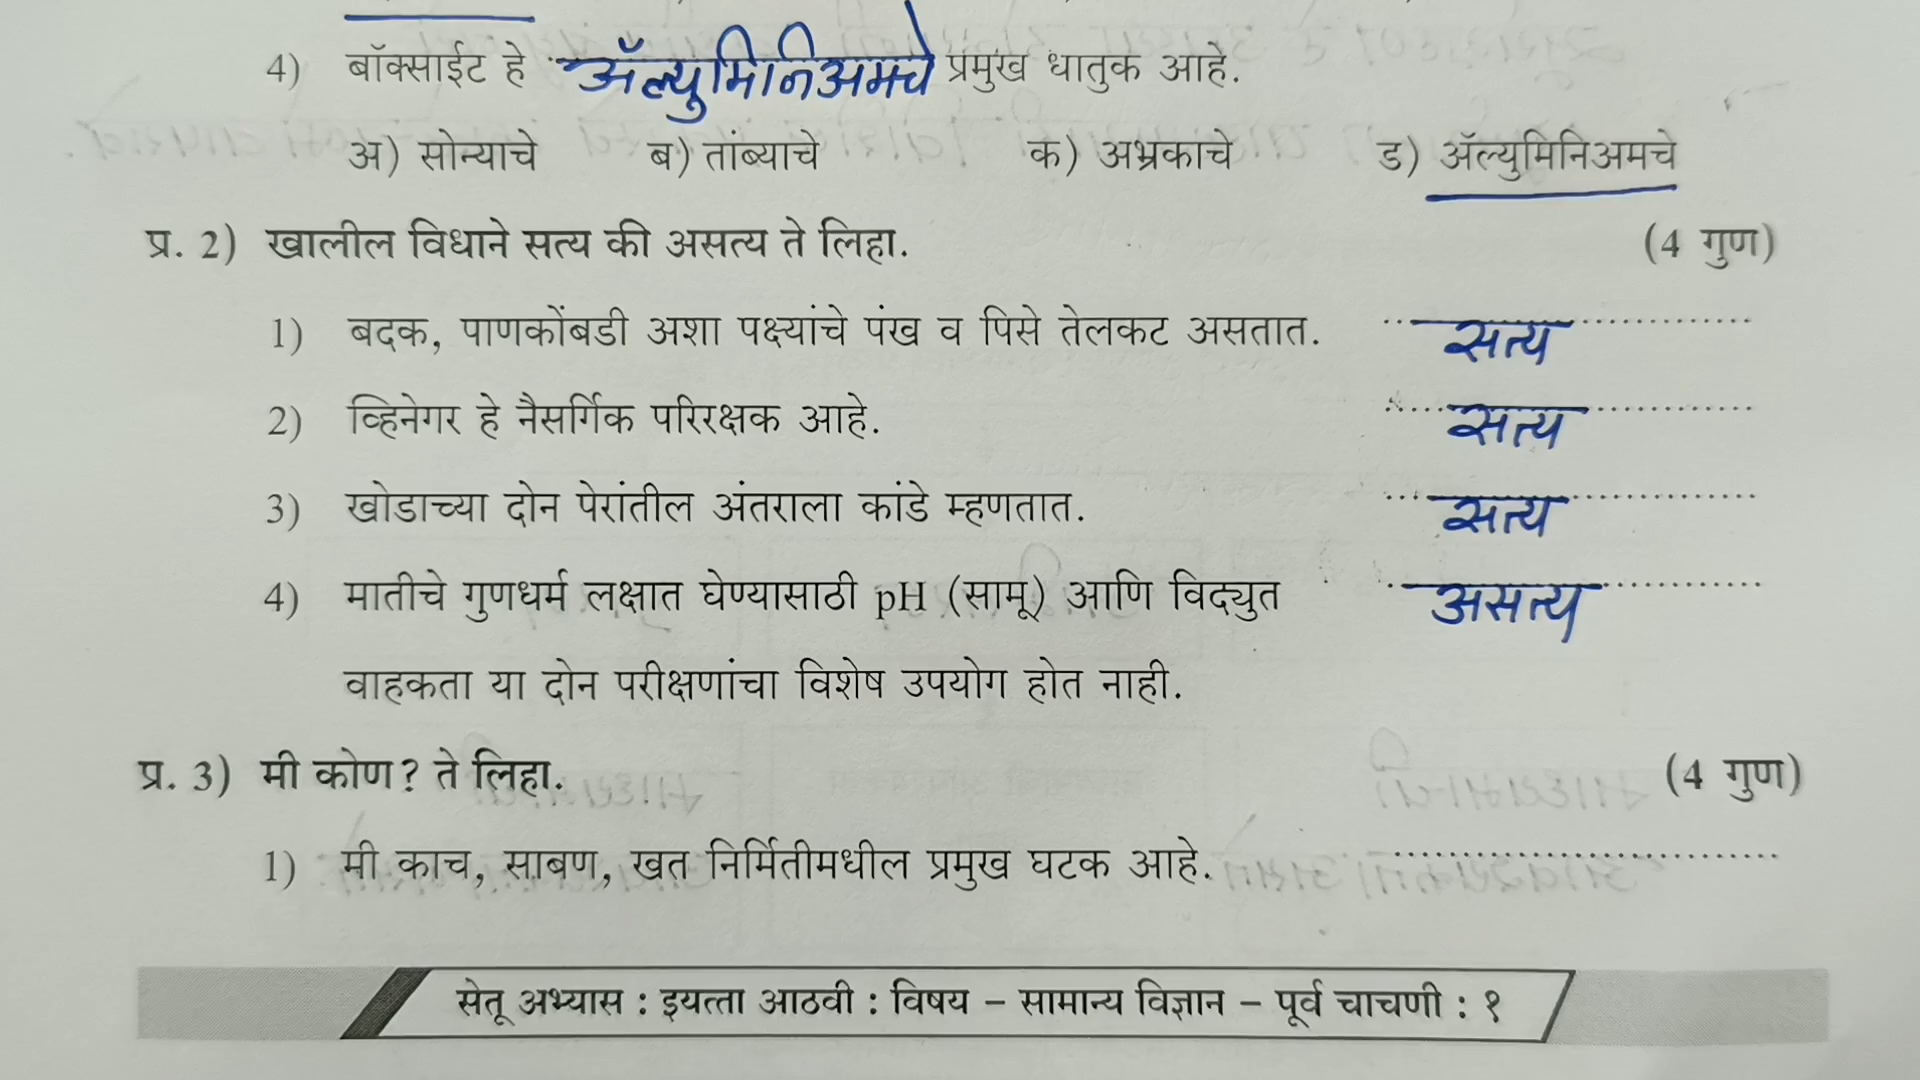 4) बॉक्साईट हे ॲल्युमिनिअमचे प्रमुख धातुक आहे.
अ) सोन्याचे ब) तांब्याचे क) अभ्रकाचे ड) ॲल्युमिनिअमचे
प्र. 2) खालील विधाने सत्य की असत्य ते लिहा. (4 गुण)
1) बदक, पाणकोंबडी अशा पक्ष्यांचे पंख व पिसे तेलकट असतात. सत्य
2) व्हिनेगर हे नैसर्गिक परिरक्षक आहे. सत्य
3) खोडाच्या दोन पेरांतील अंतराला कांडे म्हणतात. सत्य
4) मातीचे गुणधर्म लक्षात घेण्यासाठी pH (सामू) आणि विद्युत असत्य
वाहकता या दोन परीक्षणांचा विशेष उपयोग होत नाही.
प्र. 3) मी कोण? ते लिहा. (4 गुण)
1) मी काच, साबण, खत निर्मितीमधील प्रमुख घटक आहे. ....................
सेतू अभ्यास : इयत्ता आठवी : विषय – सामान्य विज्ञान – पूर्व चाचणी : १